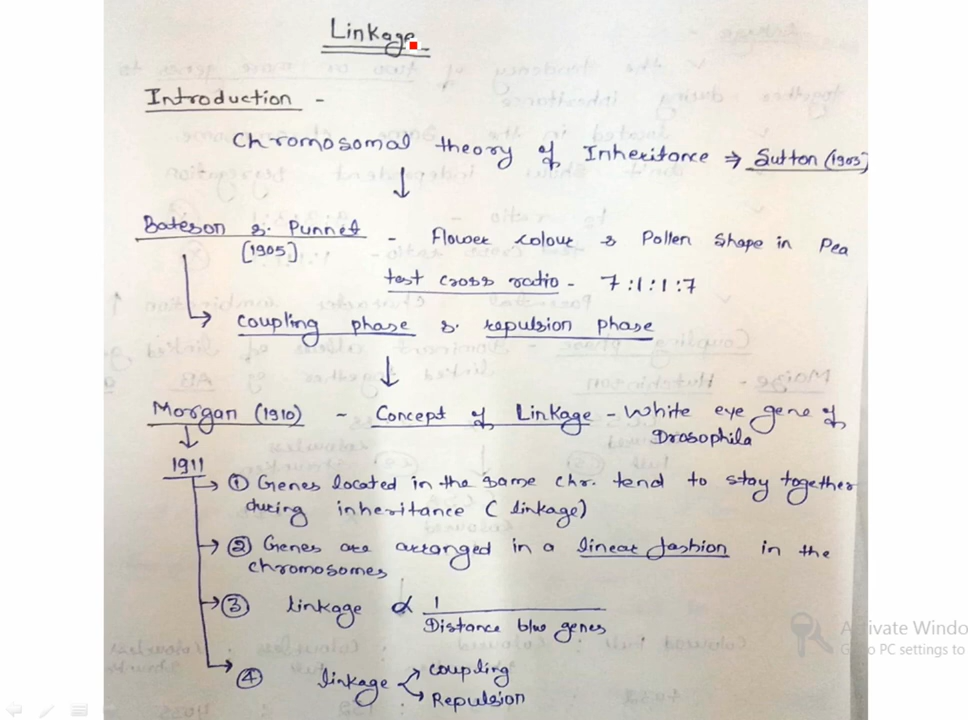 Linkage
Introduction -
Chromosomal theory of Inheritance ⇒ Sutton (1903)
↓
Bateson & Punnet - Flower colour & Pollen Shape in Pea
[1905]
test cross ratio - 7:1:1:7
→ coupling phase & repulsion phase
↓
Morgan (1910) - Concept of Linkage - White eye gene of
Drosophila
↓
1911
→ ① Genes located in the same chr. tend to stay together
during inheritance (linkage)
→ ② Genes are arranged in a linear fashion in the
chromosomes
→ ③ linkage α 1
Distance b/w genes
→ ④ linkage → coupling
→ Repulsion
Activate Windo
Go to PC settings to